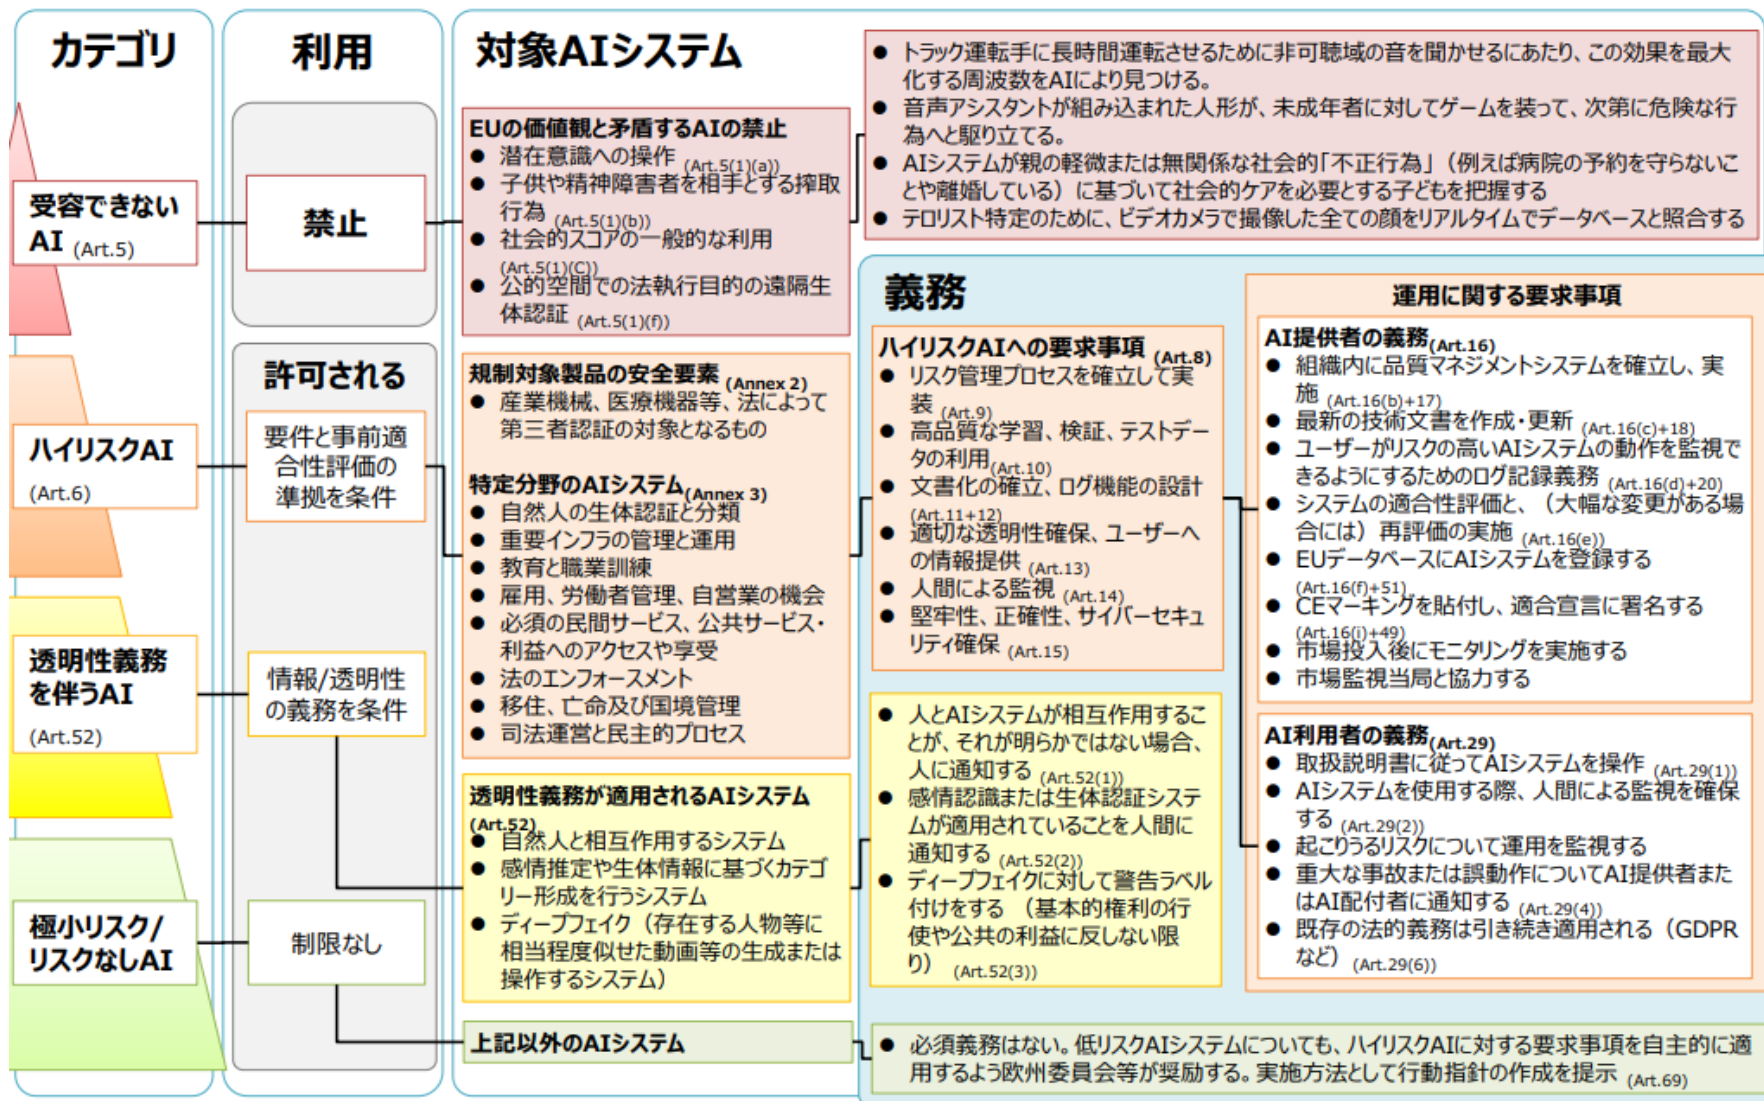 カテゴリ
利用
対象AIシステム
受容できない
AI (Art.5)
禁止
EUの価値観と矛盾するAIの禁止
● 潜在意識への操作 (Art.5(1)(a))
● 子供や精神障害者を相手とする搾取
行為 (Art.5(1)(b))
● 社会的スコアの一般的な利用
(Art.5(1)(C))
● 公的空間での法執行目的の遠隔生
体認証 (Art.5(1)(f))
● トラック運転手に長時間運転させるために非可聴域の音を聞かせるにあたり、この効果を最大
化する周波数をAIにより見つける。
● 音声アシスタントが組み込まれた人形が、未成年者に対してゲームを装って、次第に危険な行
為へと駆り立てる。
● AIシステムが親の軽微または無関係な社会的「不正行為」（例えば病院の予約を守らないこ
とや離婚している）に基づいて社会的ケアを必要とする子どもを把握する
● テロリスト特定のために、ビデオカメラで撮像した全ての顔をリアルタイムでデータベースと照合する
ハイリスクAI
(Art.6)
許可される
要件と事前適
合性評価の
準拠を条件
規制対象製品の安全要素 (Annex 2)
● 産業機械、医療機器等、法によって
第三者認証の対象となるもの
特定分野のAIシステム(Annex 3)
● 自然人の生体認証と分類
● 重要インフラの管理と運用
● 教育と職業訓練
● 雇用、労働者管理、自営業の機会
● 必須の民間サービス、公共サービス・
利益へのアクセスや享受
● 法のエンフォースメント
● 移住、亡命及び国境管理
● 司法運営と民主的プロセス
義務
ハイリスクAIへの要求事項 (Art.8)
● リスク管理プロセスを確立して実
装 (Art.9)
● 高品質な学習、検証、テストデー
タの利用(Art.10)
● 文書化の確立、ログ機能の設計
(Art.11+12)
● 適切な透明性確保、ユーザーへ
の情報提供 (Art.13)
● 人間による監視 (Art.14)
● 堅牢性、正確性、サイバーセキュ
リティ確保 (Art.15)
運用に関する要求事項
AI提供者の義務(Art.16)
● 組織内に品質マネジメントシステムを確立し、実
施 (Art.16(b)+17)
● 最新の技術文書を作成・更新 (Art.16(c)+18)
● ユーザーがリスクの高いAIシステムの動作を監視で
きるようにするためのログ記録義務 (Art.16(d)+20)
● システムの適合性評価と、（大幅な変更がある場
合には）再評価の実施 (Art.16(e))
● EUデータベースにAIシステムを登録する
(Art.16(f)+51)
● CEマーキングを貼付し、適合宣言に署名する
(Art.16(i)+49)
● 市場投入後にモニタリングを実施する
● 市場監視当局と協力する
AI利用者の義務(Art.29)
● 取扱説明書に従ってAIシステムを操作 (Art.29(1))
● AIシステムを使用する際、人間による監視を確保
する (Art.29(2))
● 起こりうるリスクについて運用を監視する
● 重大な事故または誤動作についてAI提供者また
はAI配付者に通知する (Art.29(4))
● 既存の法的義務は引き続き適用される（GDPR
など） (Art.29(6))
透明性義務
を伴うAI
(Art.52)
情報/透明性
の義務を条件
透明性義務が適用されるAIシステム
(Art.52)
● 自然人と相互作用するシステム
● 感情推定や生体情報に基づくカテゴ
リー形成を行うシステム
● ディープフェイク（存在する人物等に
相当程度似せた動画等の生成または
操作するシステム）
● 人とAIシステムが相互作用するこ
とが、それが明らかではない場合、
人に通知する (Art.52(1))
● 感情認識または生体認証システ
ムが適用されていることを人間に
通知する (Art.52(2))
● ディープフェイクに対して警告ラベル
付けをする （基本的権利の行
使や公共の利益に反しない限
り） (Art.52(3))
極小リスク/
リスクなしAI
制限なし
上記以外のAIシステム
● 必須義務はない。低リスクAIシステムについても、ハイリスクAIに対する要求事項を自主的に適
用するよう欧州委員会等が奨励する。実施方法として行動指針の作成を提示 (Art.69)